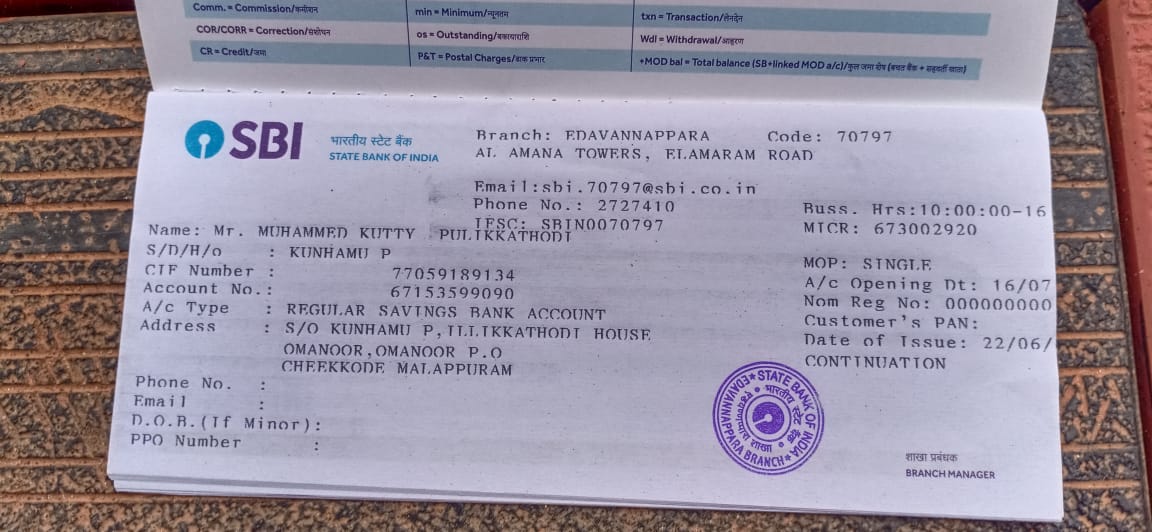 Comm. = Commission/कमीशन
min = Minimum/न्यूनतम
txn = Transaction/लेनदेन
COR/CORR = Correction/संशोधन
os = Outstanding/बकायाराशि
Wdl = Withdrawal/आहरण
CR = Credit/जमा
P&T = Postal Charges/डाक प्रभार
+MOD bal = Total balance (SB+linked MOD a/c)/कुल जमा शेष (बचत बैंक + सहवर्ती खाता)
SBI
भारतीय स्टेट बैंक
STATE BANK OF INDIA
Branch: EDAVANNAPPARA Code: 70797
AL AMANA TOWERS, ELAMARAM ROAD
Email:sbi.70797@sbi.co.in
Phone No.: 2727410
IFSC: SBIN0070797
Buss. Hrs:10:00:00-16
MICR: 673002920
Name: Mr. MUHAMMED KUTTY PULIKKATHODI
S/D/H/o : KUNHAMU P
CIF Number : 77059189134
Account No.: 67153599090
A/c Type : REGULAR SAVINGS BANK ACCOUNT
Address : S/O KUNHAMU P,ILLIKKATHODI HOUSE
OMANOOR,OMANOOR P.O
CHEEKKODE MALAPPURAM
Phone No. :
Email :
D.O.B.(If Minor):
PPO Number :
MOP: SINGLE
A/c Opening Dt: 16/07
Nom Reg No: 000000000
Customer's PAN:
Date of Issue: 22/06/
CONTINUATION
STATE BANK OF INDIA
EDAVANNAPPARA BRANCH
भारतीय स्टेट बैंक
शाखा प्रबंधक
BRANCH MANAGER